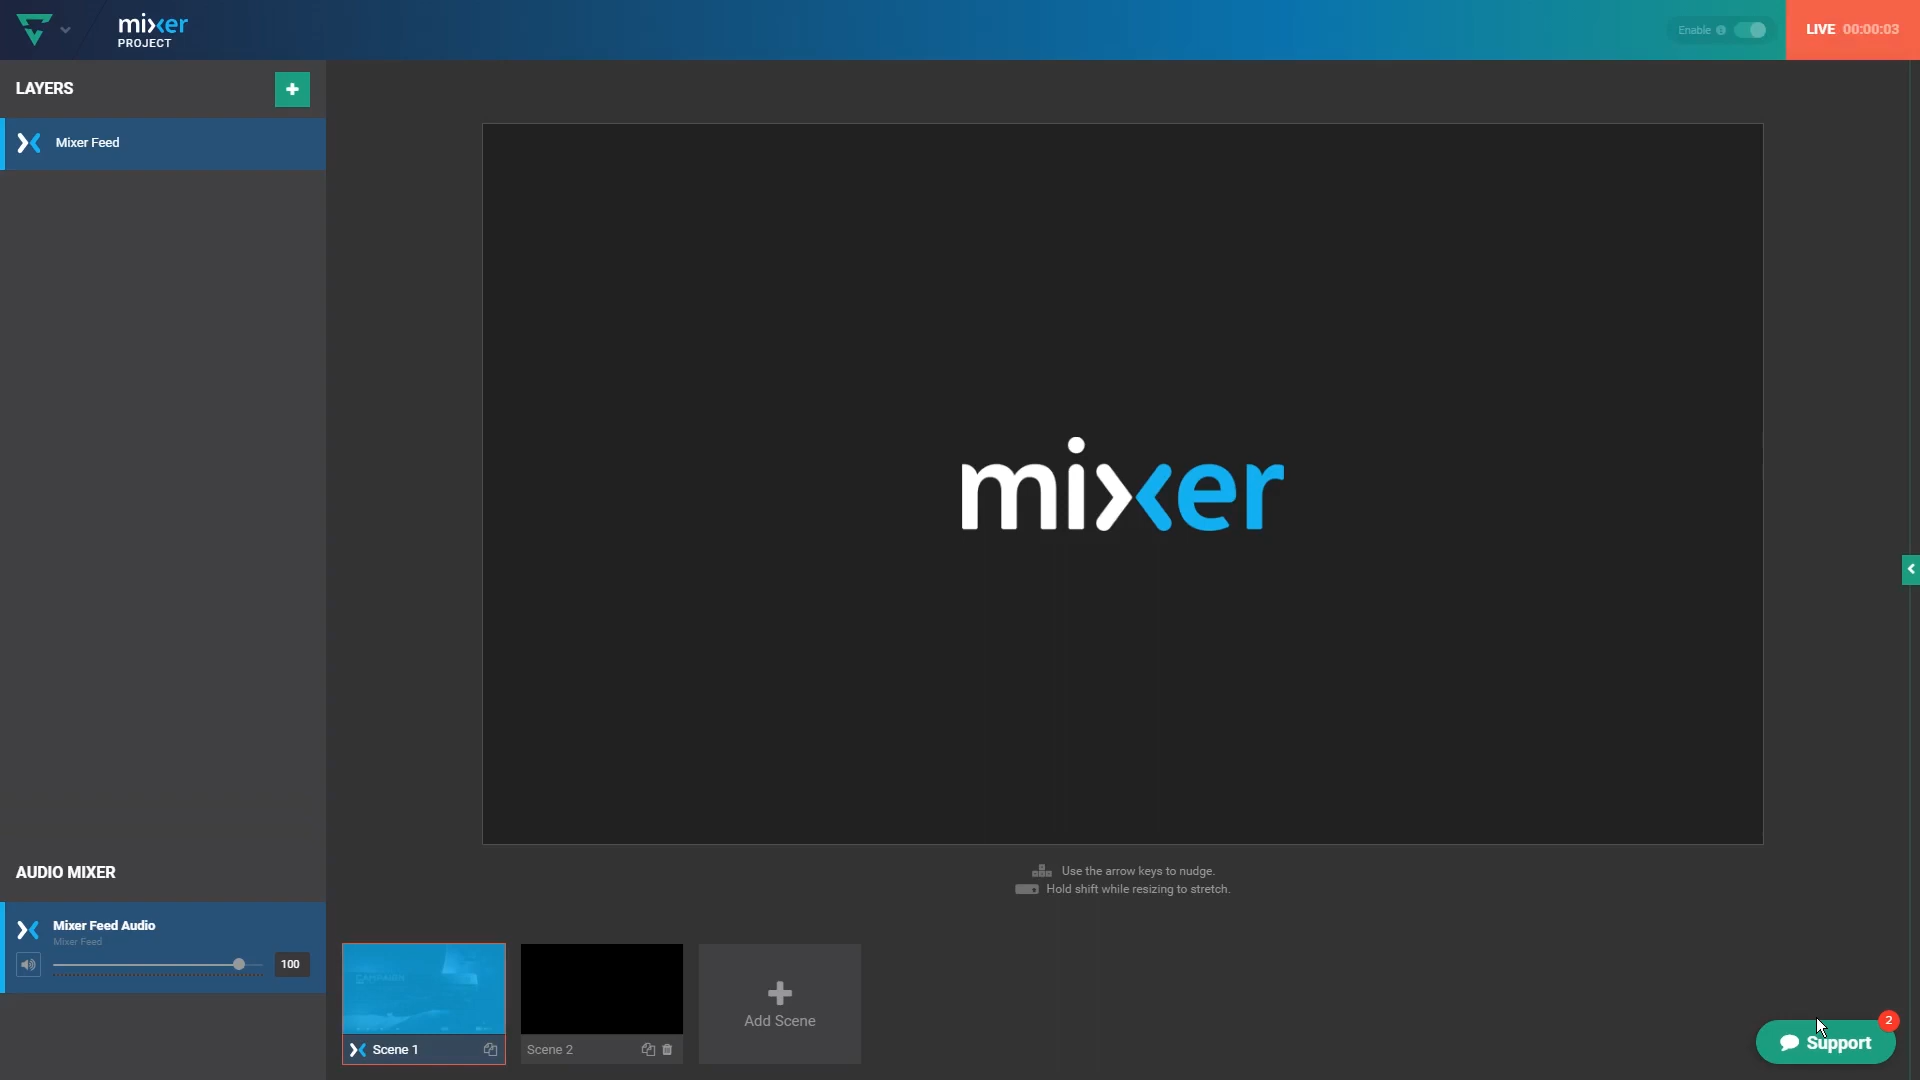 mixer
PROJECT
Enable
LIVE 00:00:03
LAYERS
Mixer Feed
mixer
Use the arrow keys to nudge.
Hold shift while resizing to stretch.
AUDIO MIXER
Mixer Feed Audio
Mixer Feed
100
CAMPAIGN
Scene 1
Scene 2
Add Scene
2
Support